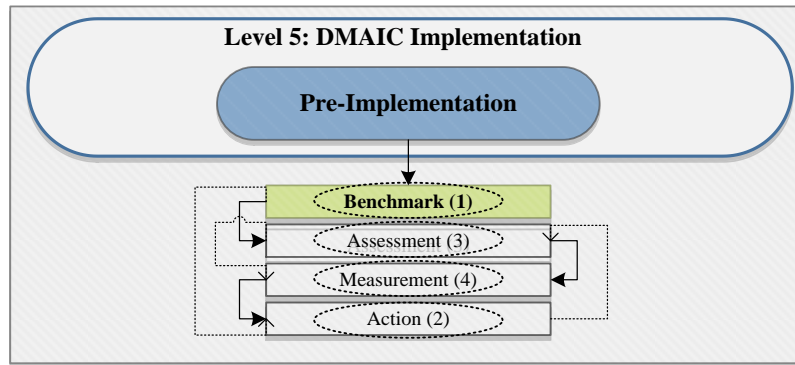 Level 5: DMAIC Implementation
Pre-Implementation
Benchmark (1)
Assessment (3)
Measurement (4)
Action (2)